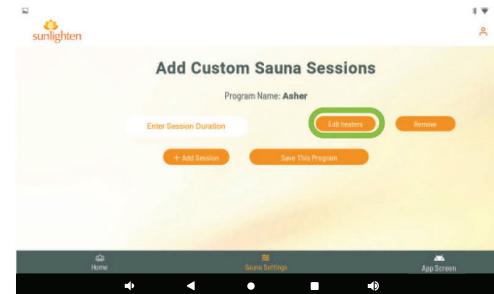 sunlighten
Add Custom Sauna Sessions
Program Name: Asher
Enter Session Duration
Edit heaters
Remove
+ Add Session
Save This Program
Home
Sauna Settings
App Screen